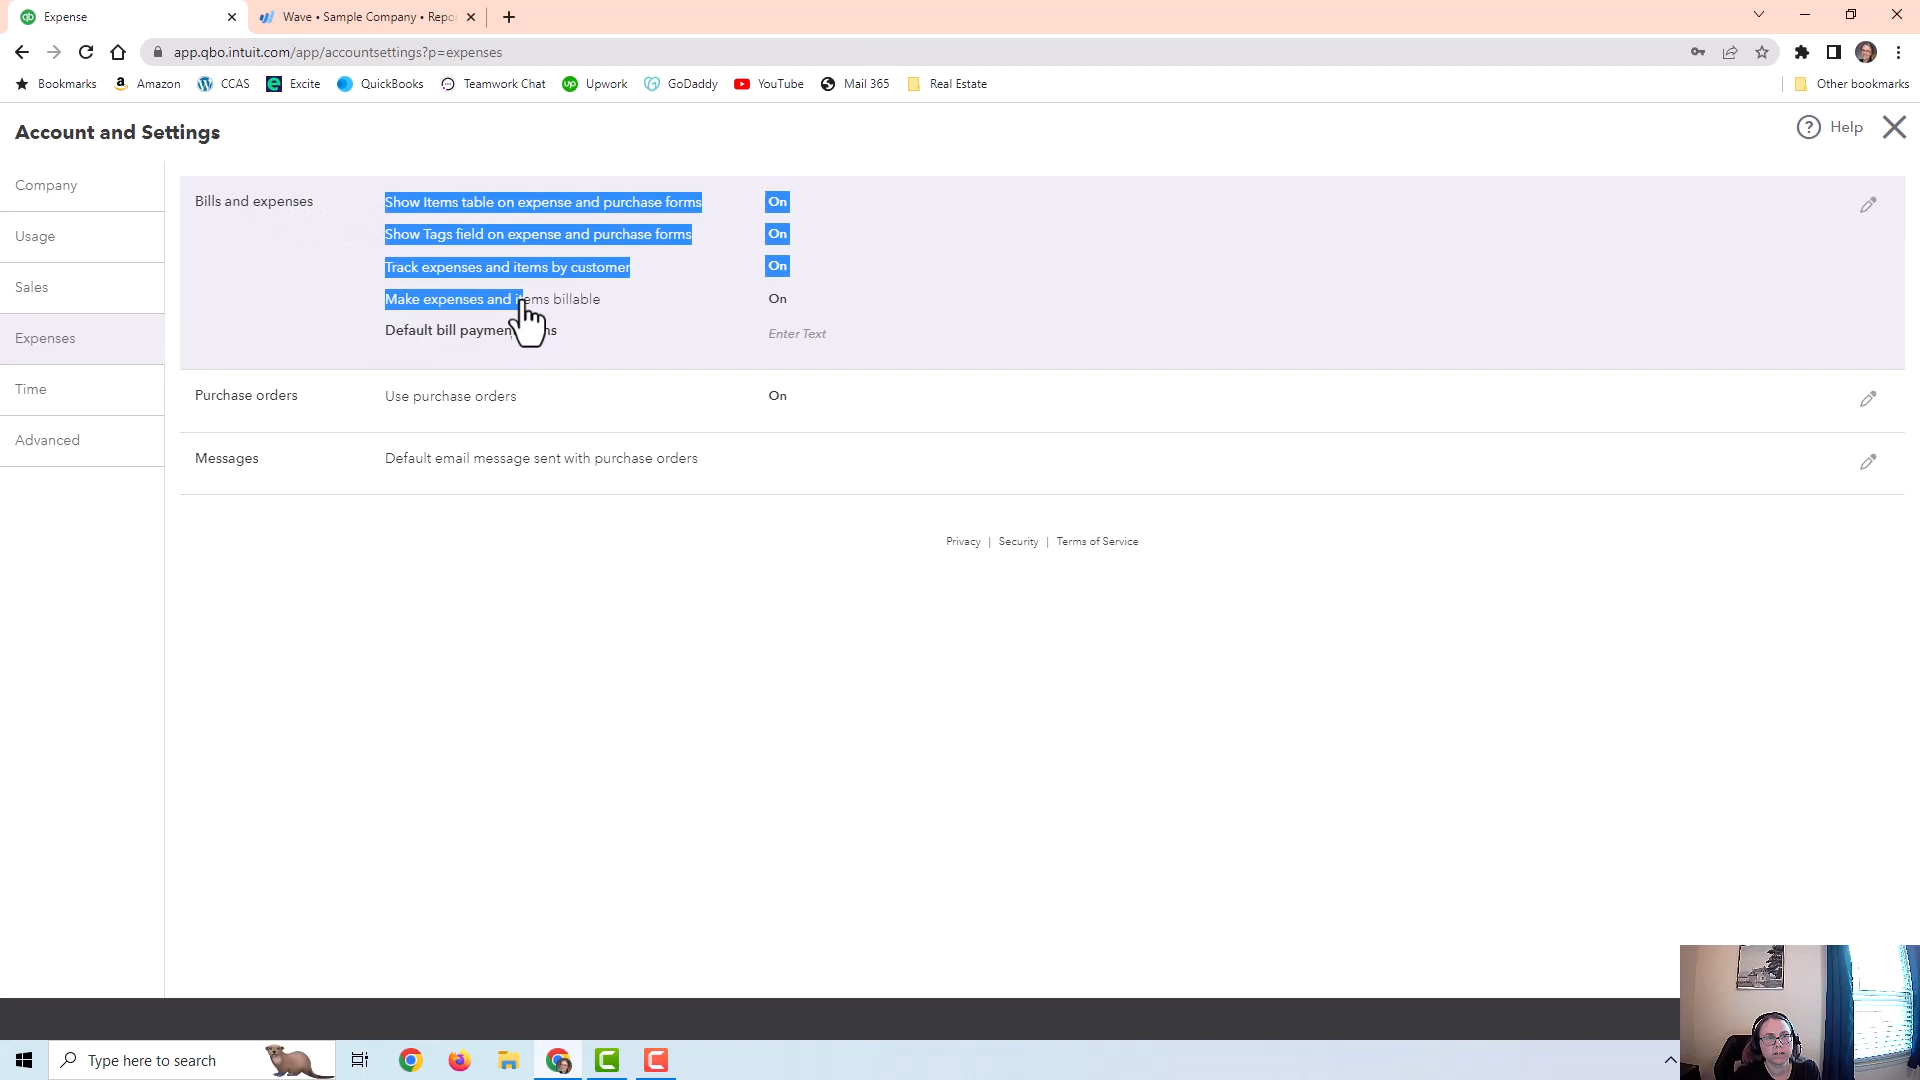 Expense
Wave • Sample Company • Repo
app.qbo.intuit.com/app/accountsettings?p=expenses
Bookmarks Amazon CCAS Excite QuickBooks Teamwork Chat Upwork GoDaddy YouTube Mail 365 Real Estate Other bookmarks
Account and Settings
Help
Company
Usage
Sales
Expenses
Time
Advanced
Bills and expenses
Show Items table on expense and purchase forms On
Show Tags field on expense and purchase forms On
Track expenses and items by customer On
Make expenses and items billable On
Default bill payment Enter Text
Purchase orders Use purchase orders On
Messages Default email message sent with purchase orders
Privacy | Security | Terms of Service
Type here to search